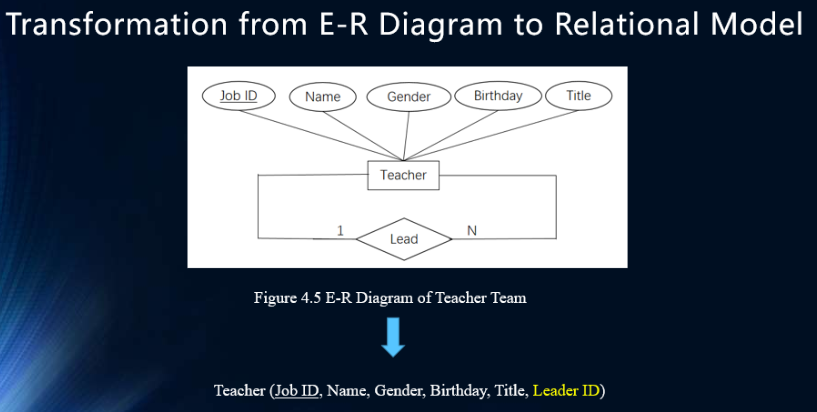 Transformation from E-R Diagram to Relational Model
Job ID Name Gender Birthday Title
Teacher
1 Lead N
Figure 4.5 E-R Diagram of Teacher Team
Teacher (Job ID, Name, Gender, Birthday, Title, Leader ID)